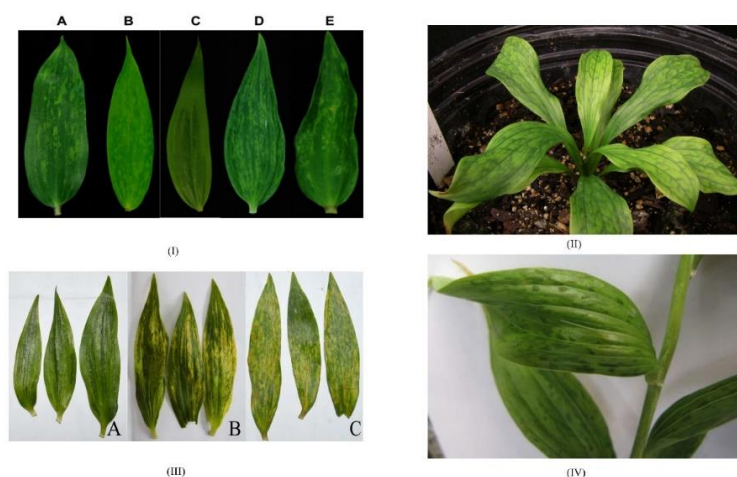 A B C D E
(I)
(II)
A B C
(III)
(IV)